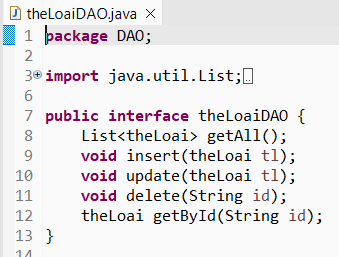 theLoaiDAO.java
1 package DAO;
2
3 import java.util.List;
6
7 public interface theLoaiDAO {
8 List<theLoai> getAll();
9 void insert(theLoai tl);
10 void update(theLoai tl);
11 void delete(String id);
12 theLoai getById(String id);
13 }